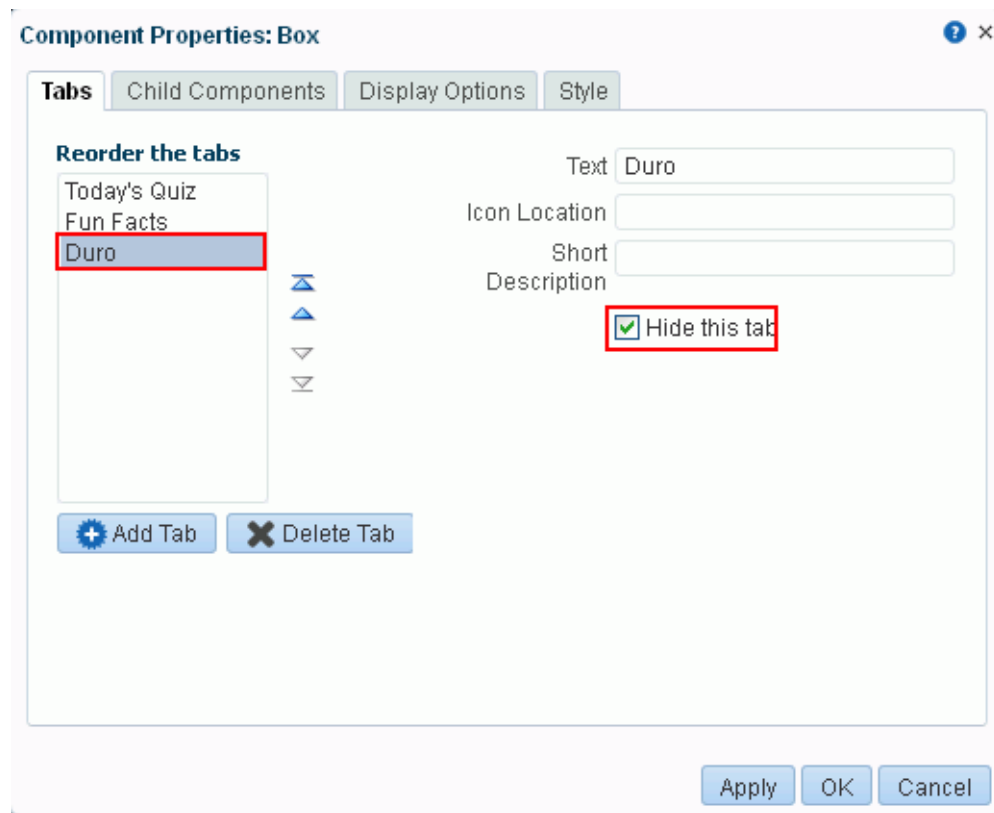 Component Properties: Box
Tabs
Child Components
Display Options
Style
Reorder the tabs
Today's Quiz
Fun Facts
Duro
Text Duro
Icon Location
Short
Description
Hide this tab
Add Tab
Delete Tab
Apply
OK
Cancel